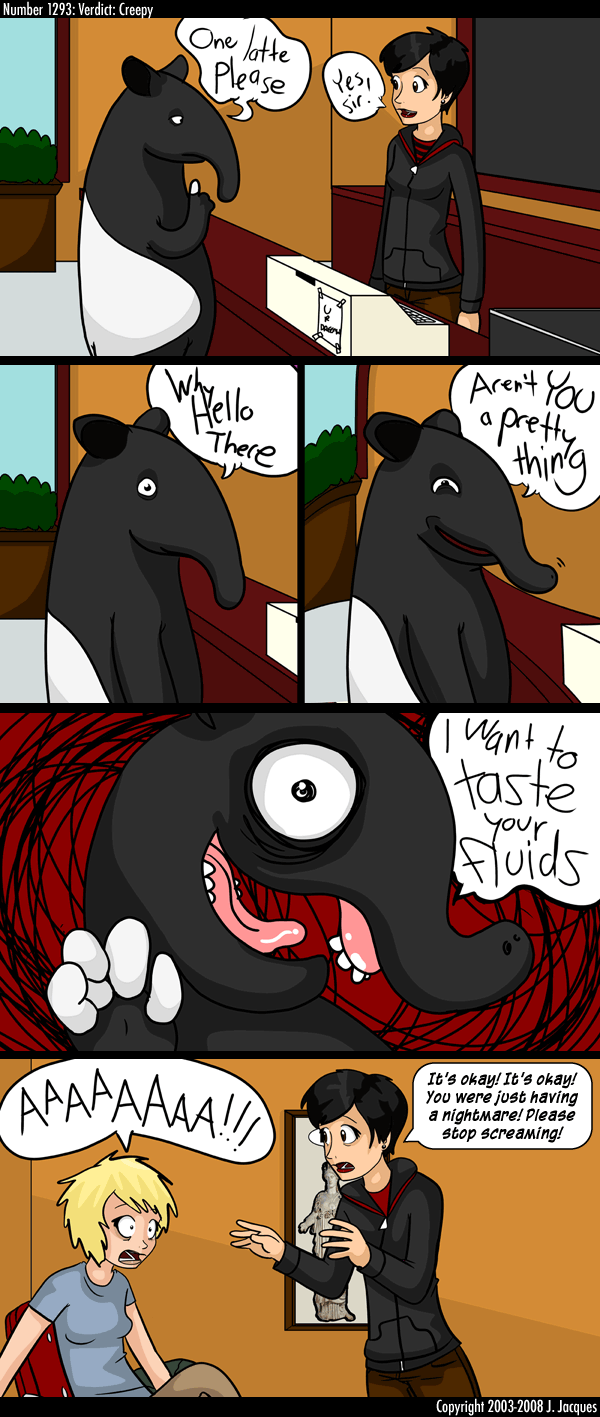 Number 1293: Verdict: Creepy
One latte
Please
Yes,
sir.
U
R
DREEM
Why
Hello
There
Aren't YOU
a pretty
thing
I want to
taste
your
fluids
AAAAAAAA!!!
It's okay! It's okay!
You were just having
a nightmare! Please
stop screaming!
Copyright 2003-2008 J. Jacques